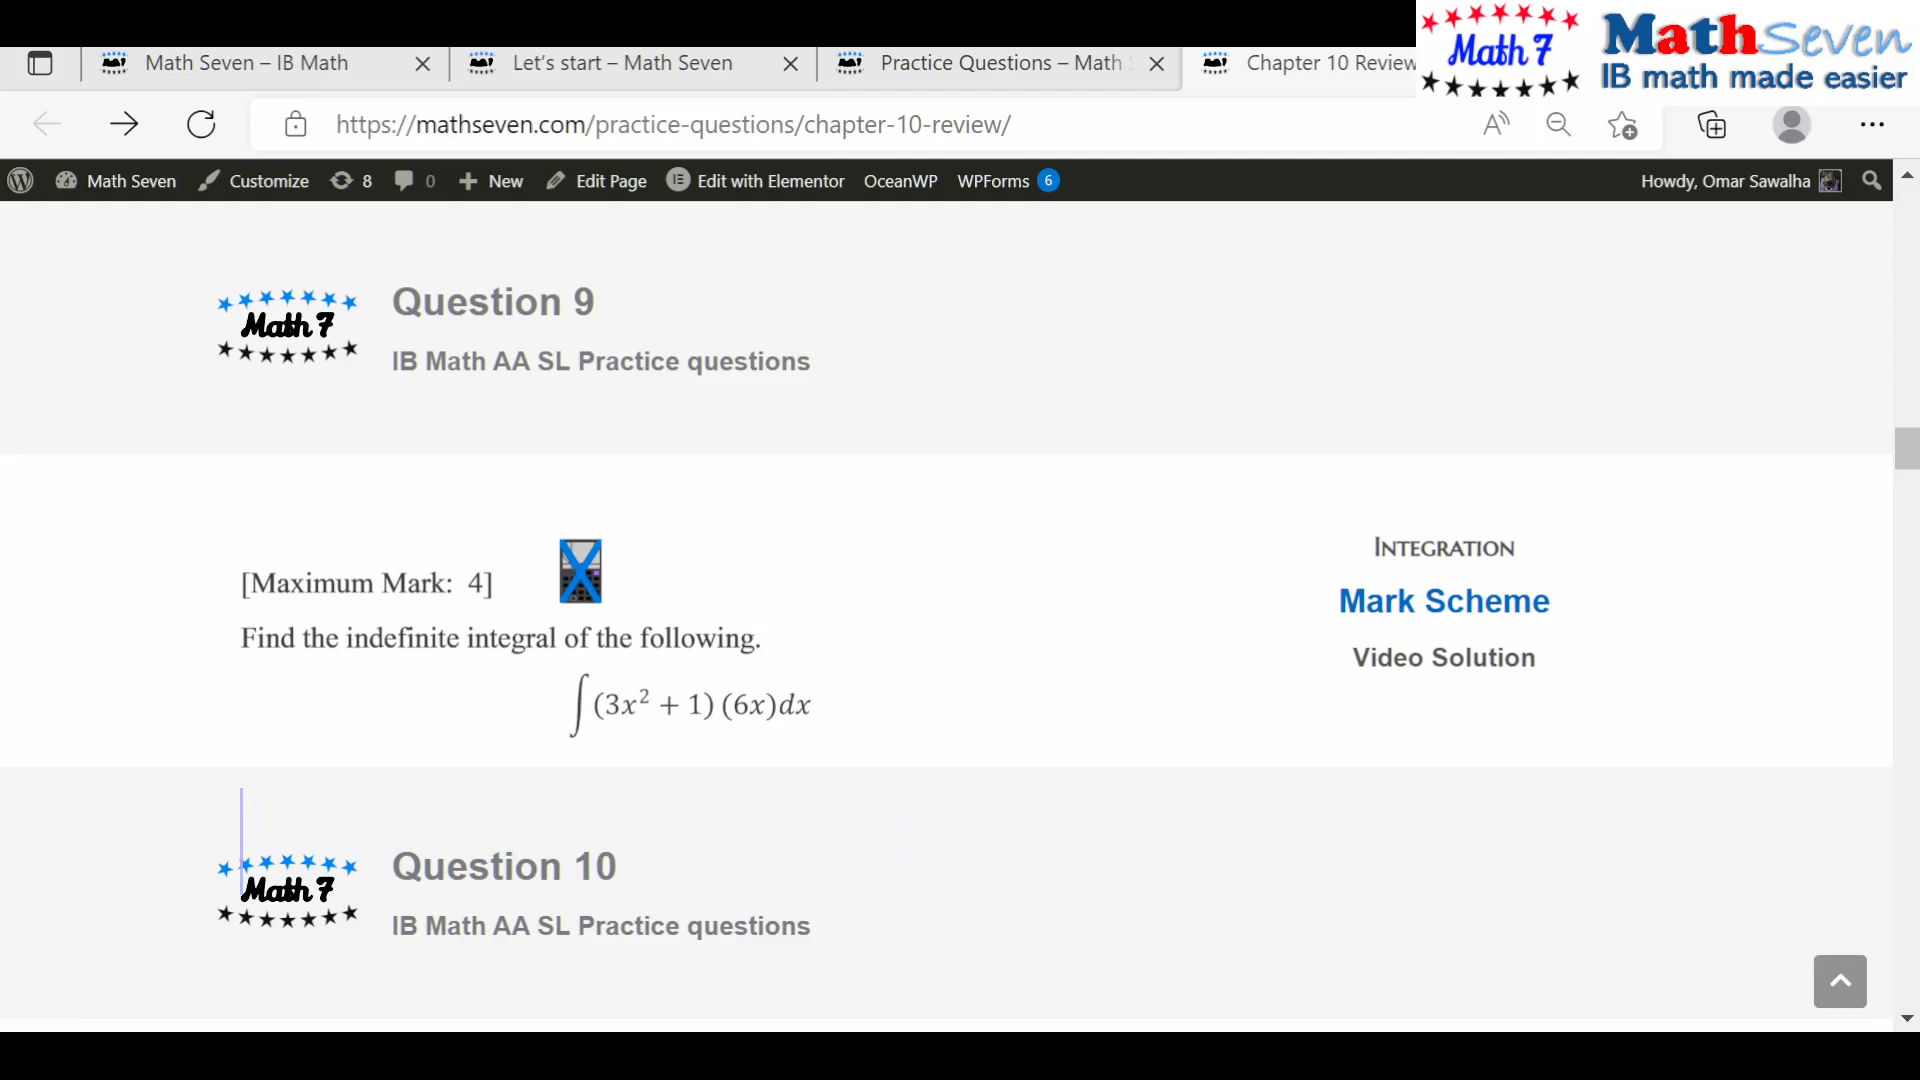 Math 7
MathSeven
IB math made easier
Math Seven – IB Math
Let's start – Math Seven
Practice Questions – Math
Chapter 10 Review
https://mathseven.com/practice-questions/chapter-10-review/
Math Seven Customize 8 0 New Edit Page Edit with Elementor OceanWP WPForms 6 Howdy, Omar Sawalha
Math 7
Question 9
IB Math AA SL Practice questions
[Maximum Mark: 4]
Find the indefinite integral of the following.
∫(3x² + 1) (6x)dx
INTEGRATION
Mark Scheme
Video Solution
Math 7
Question 10
IB Math AA SL Practice questions